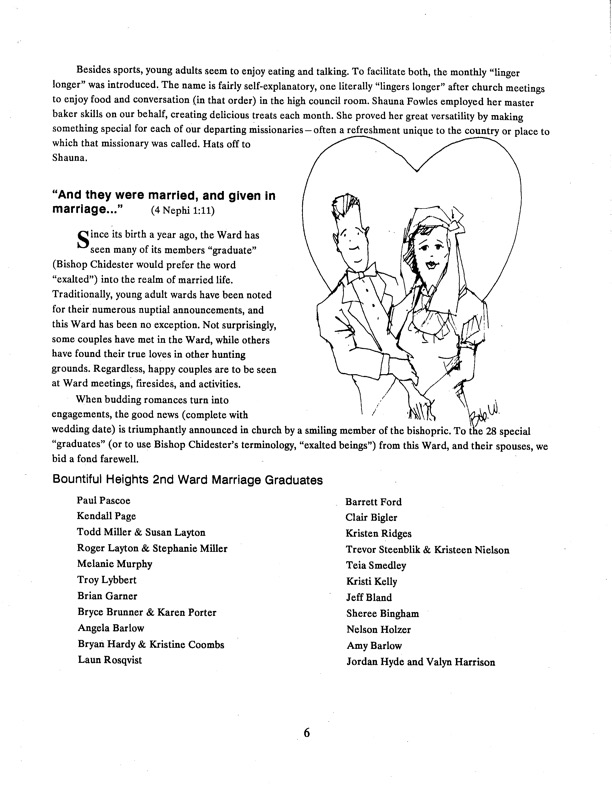 Besides sports, young adults seem to enjoy eating and talking. To facilitate both, the monthly “linger
longer” was introduced. The name is fairly self-explanatory, one literally “lingers longer” after church meetings
to enjoy food and conversation (in that order) in the high council room. Shauna Fowles employed her master
baker skills on our behalf, creating delicious treats each month. She proved her great versatility by making
something special for each of our departing missionaries—often a refreshment unique to the country or place to
which that missionary was called. Hats off to
Shauna.
“And they were married, and given in
marriage...” (4 Nephi 1:11)
Since its birth a year ago, the Ward has
seen many of its members “graduate”
(Bishop Chidester would prefer the word
“exalted”) into the realm of married life.
Traditionally, young adult wards have been noted
for their numerous nuptial announcements, and
this Ward has been no exception. Not surprisingly,
some couples have met in the Ward, while others
have found their true loves in other hunting
grounds. Regardless, happy couples are to be seen
at Ward meetings, firesides, and activities.
When budding romances turn into
engagements, the good news (complete with
wedding date) is triumphantly announced in church by a smiling member of the bishopric. To the 28 special
“graduates” (or to use Bishop Chidester’s terminology, “exalted beings”) from this Ward, and their spouses, we
bid a fond farewell.
Bob W.
Bountiful Heights 2nd Ward Marriage Graduates
Paul Pascoe
Kendall Page
Todd Miller & Susan Layton
Roger Layton & Stephanie Miller
Melanie Murphy
Troy Lybbert
Brian Garner
Bryce Brunner & Karen Porter
Angela Barlow
Bryan Hardy & Kristine Coombs
Laun Rosqvist
Barrett Ford
Clair Bigler
Kristen Ridges
Trevor Steenblik & Kristeen Nielson
Teia Smedley
Kristi Kelly
Jeff Bland
Sheree Bingham
Nelson Holzer
Amy Barlow
Jordan Hyde and Valyn Harrison
6